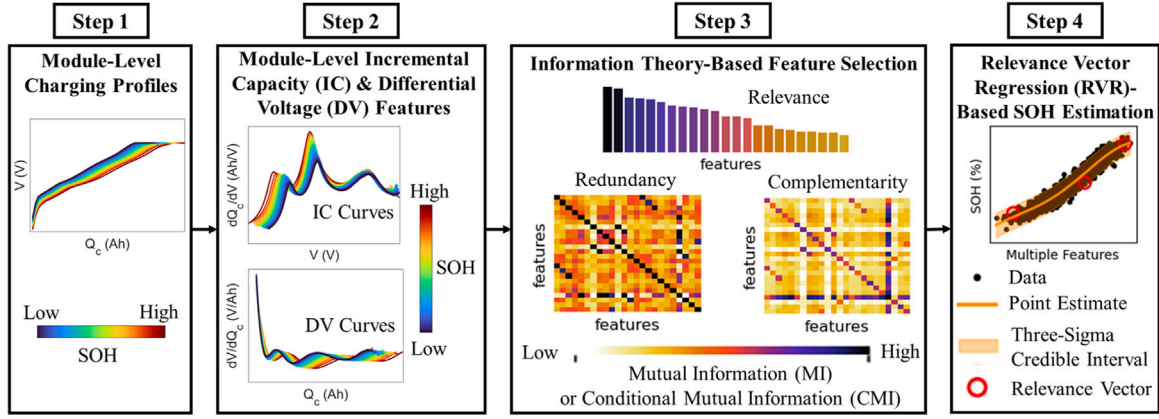 Step 1
Module-Level
Charging Profiles
V (V)
Q_c (Ah)
Low
High
SOH
Step 2
Module-Level Incremental
Capacity (IC) & Differential
Voltage (DV) Features
dQ_c/dV (Ah/V)
IC Curves
V (V)
High
SOH
Low
dV/dQ_c (V/Ah)
DV Curves
Q_c (Ah)
Step 3
Information Theory-Based Feature Selection
Relevance
features
Redundancy
features
features
Complementarity
features
features
Low
High
Mutual Information (MI)
or Conditional Mutual Information (CMI)
Step 4
Relevance Vector
Regression (RVR)-
Based SOH Estimation
SOH (%)
Multiple Features
Data
Point Estimate
Three-Sigma
Credible Interval
Relevance Vector